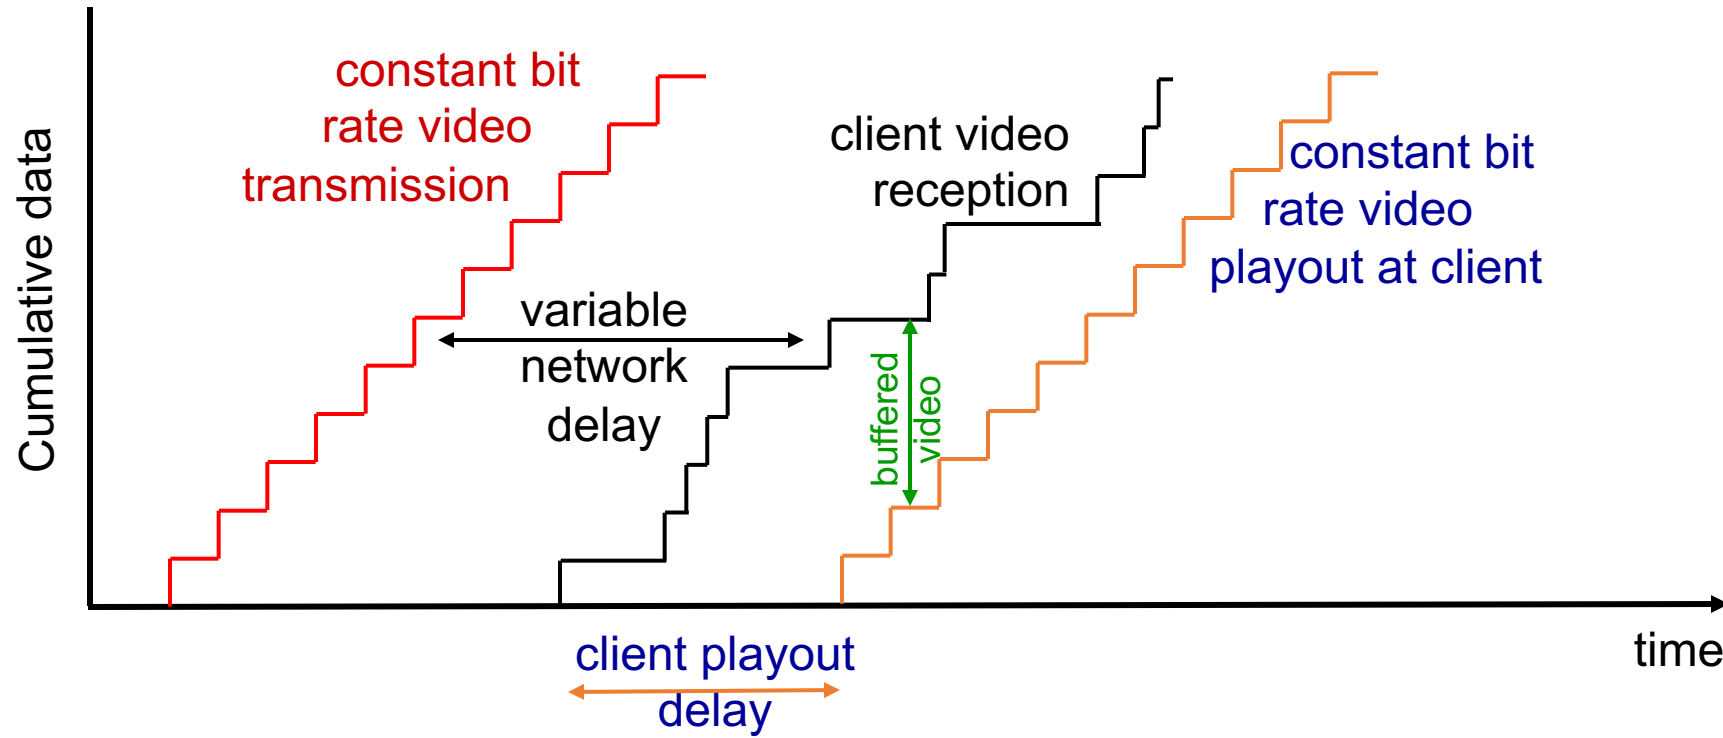 constant bit
rate video
transmission
client video
reception
constant bit
rate video
playout at client
Cumulative data
variable
network
delay
buffered
video
time
client playout
delay